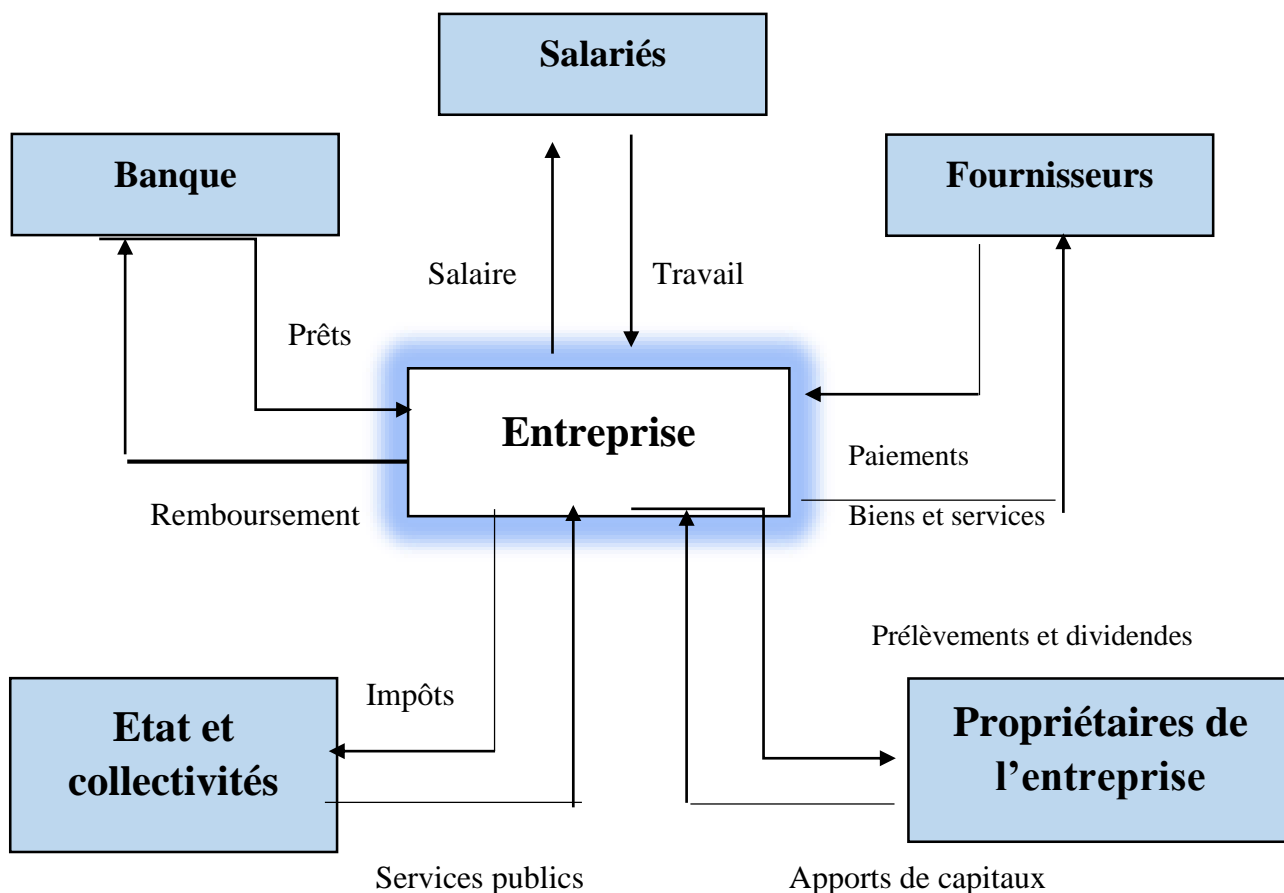 Salariés
Banque
Fournisseurs
Salaire
Travail
Prêts
Entreprise
Paiements
Remboursement
Biens et services
Prélèvements et dividendes
Impôts
Etat et
collectivités
Propriétaires de
l’entreprise
Services publics
Apports de capitaux